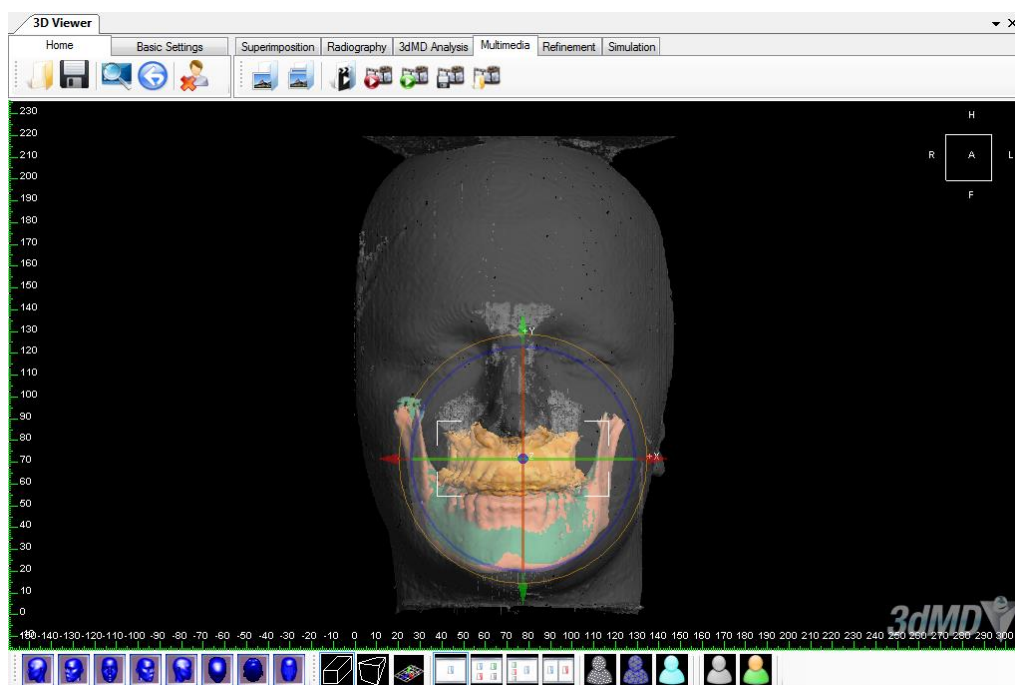 3D Viewer
Home Basic Settings Superimposition Radiography 3dMD Analysis Multimedia Refinement Simulation
H
R A L
F
230
220
210
200
190
180
170
160
150
140
130
120
110
100
90
80
70
60
50
40
30
20
10
0
+Y
+X
-140 -130 -120 -110 -100 -90 -80 -70 -60 -50 -40 -30 -20 -10 0 10 20 30 40 50 60 70 80 90 100 110 120 130 140 150 160 170 180 190 200 210 220 230 240 250 260 270 280 290 300
3dMD